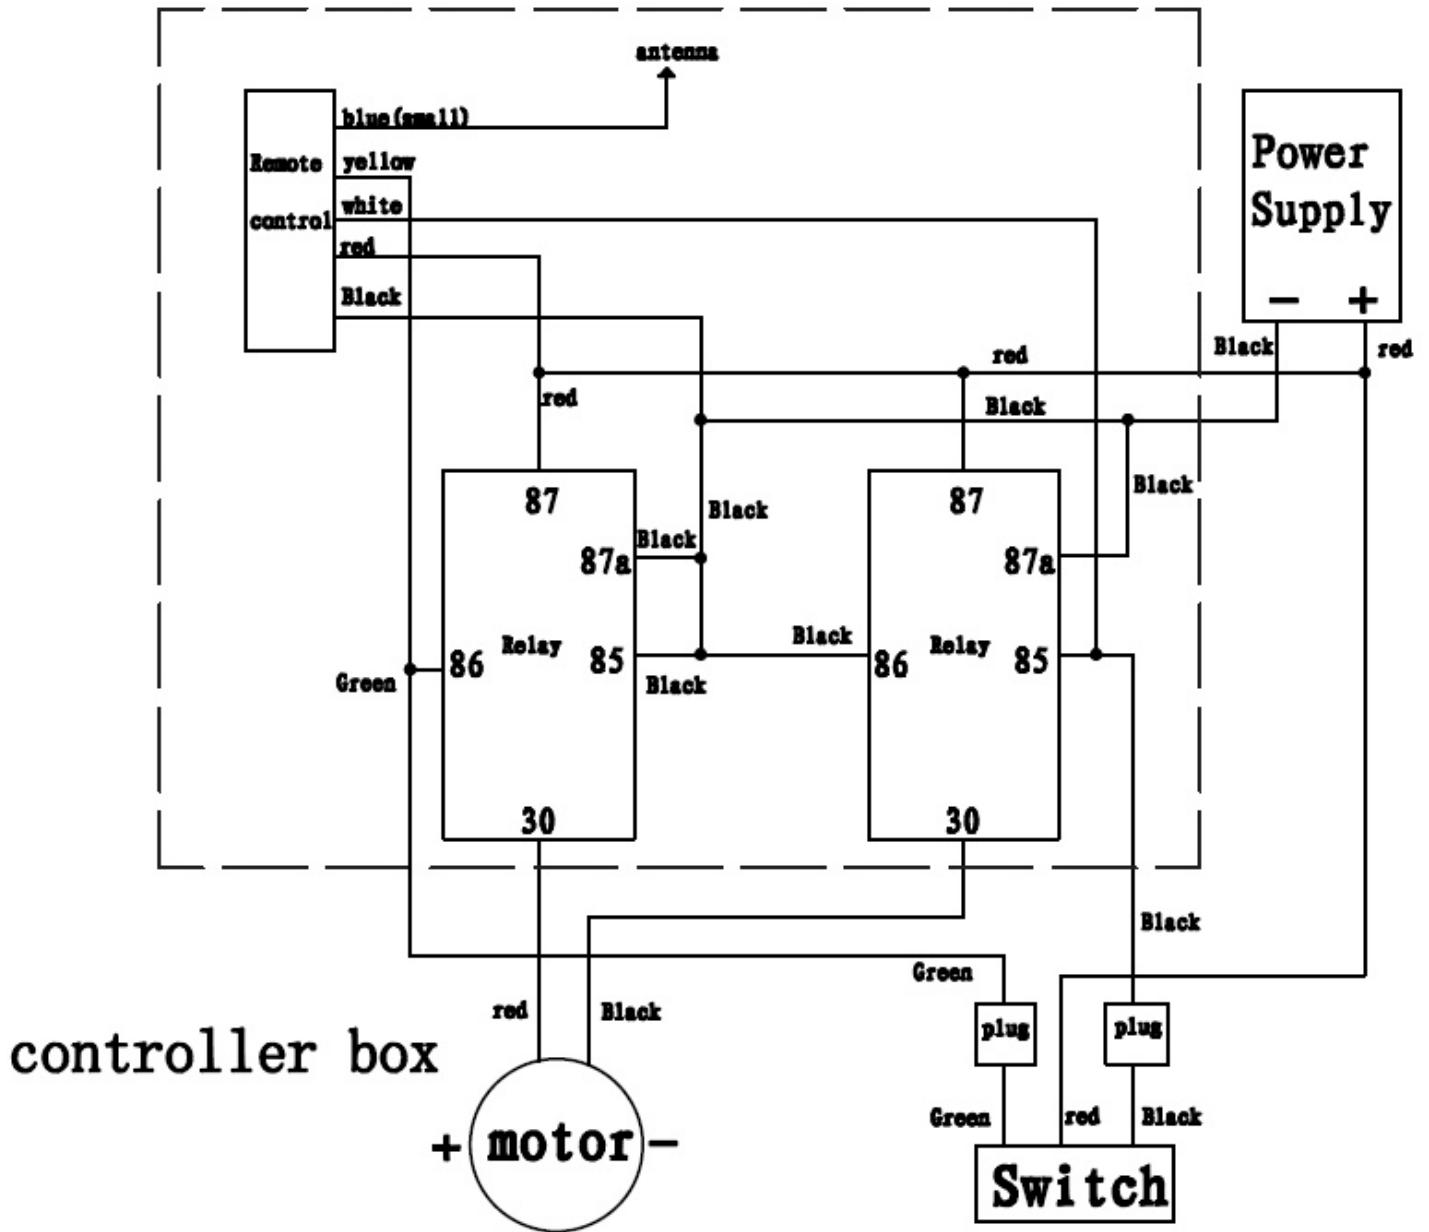 antenna
blue(small)
Remote
yellow
white
control
red
Black
Power
Supply
- +
Black
red
red
red
Black
87
87
Black
Black
Black
87a
87a
Relay
Black
Relay
86
85
86
85
Green
Black
30
30
Black
Green
red
Black
controller box
plug
plug
Green
red
Black
+ motor -
Switch